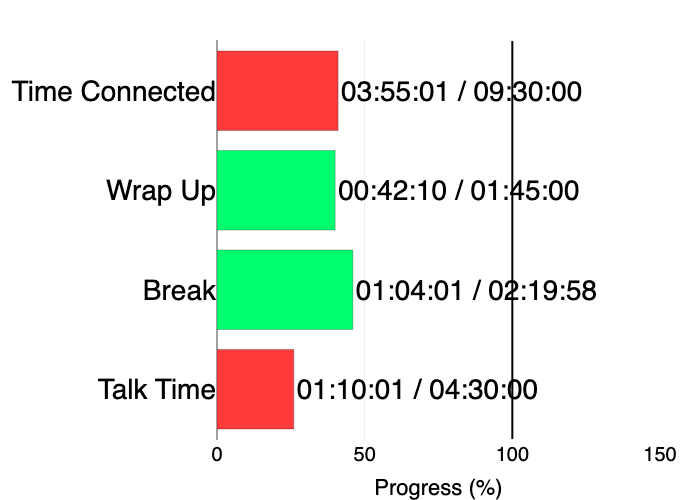 Time Connected 03:55:01 / 09:30:00
Wrap Up 00:42:10 / 01:45:00
Break 01:04:01 / 02:19:58
Talk Time 01:10:01 / 04:30:00
0 50 100 150
Progress (%)